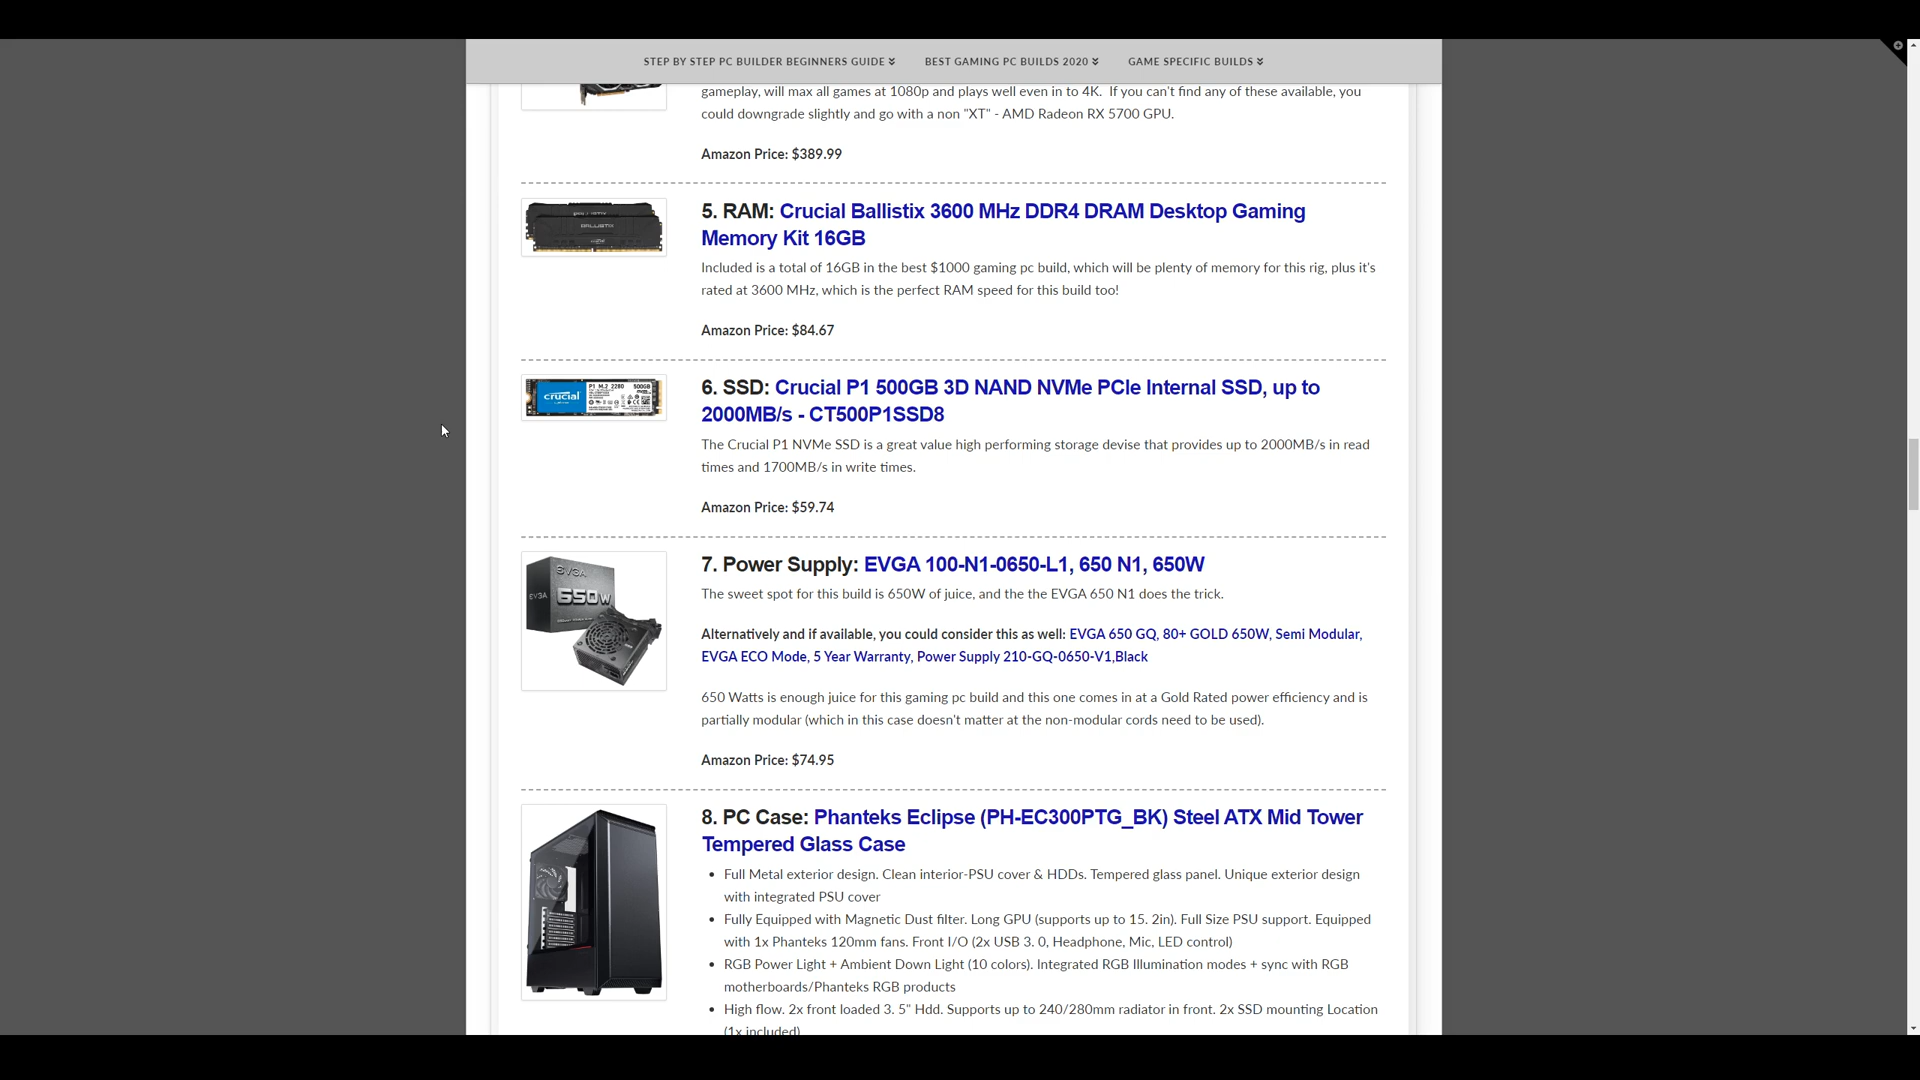 STEP BY STEP PC BUILDER BEGINNERS GUIDE BEST GAMING PC BUILDS 2020 GAME SPECIFIC BUILDS
gameplay, will max all games at 1080p and plays well even in to 4K. If you can't find any of these available, you
could downgrade slightly and go with a non "XT" - AMD Radeon RX 5700 GPU.
Amazon Price: $389.99
BALLISTIX
5. RAM: Crucial Ballistix 3600 MHz DDR4 DRAM Desktop Gaming
Memory Kit 16GB
Included is a total of 16GB in the best $1000 gaming pc build, which will be plenty of memory for this rig, plus it's
rated at 3600 MHz, which is the perfect RAM speed for this build too!
Amazon Price: $84.67
crucial
P1 M.2 2280 500GB
6. SSD: Crucial P1 500GB 3D NAND NVMe PCIe Internal SSD, up to
2000MB/s - CT500P1SSD8
The Crucial P1 NVMe SSD is a great value high performing storage devise that provides up to 2000MB/s in read
times and 1700MB/s in write times.
Amazon Price: $59.74
EVGA
EVGA 650W
7. Power Supply: EVGA 100-N1-0650-L1, 650 N1, 650W
The sweet spot for this build is 650W of juice, and the the EVGA 650 N1 does the trick.
Alternatively and if available, you could consider this as well: EVGA 650 GQ, 80+ GOLD 650W, Semi Modular,
EVGA ECO Mode, 5 Year Warranty, Power Supply 210-GQ-0650-V1,Black
650 Watts is enough juice for this gaming pc build and this one comes in at a Gold Rated power efficiency and is
partially modular (which in this case doesn't matter at the non-modular cords need to be used).
Amazon Price: $74.95
8. PC Case: Phanteks Eclipse (PH-EC300PTG_BK) Steel ATX Mid Tower
Tempered Glass Case
• Full Metal exterior design. Clean interior-PSU cover & HDDs. Tempered glass panel. Unique exterior design
with integrated PSU cover
• Fully Equipped with Magnetic Dust filter. Long GPU (supports up to 15. 2in). Full Size PSU support. Equipped
with 1x Phanteks 120mm fans. Front I/O (2x USB 3. 0, Headphone, Mic, LED control)
• RGB Power Light + Ambient Down Light (10 colors). Integrated RGB Illumination modes + sync with RGB
motherboards/Phanteks RGB products
• High flow. 2x front loaded 3. 5" Hdd. Supports up to 240/280mm radiator in front. 2x SSD mounting Location
(1x included)